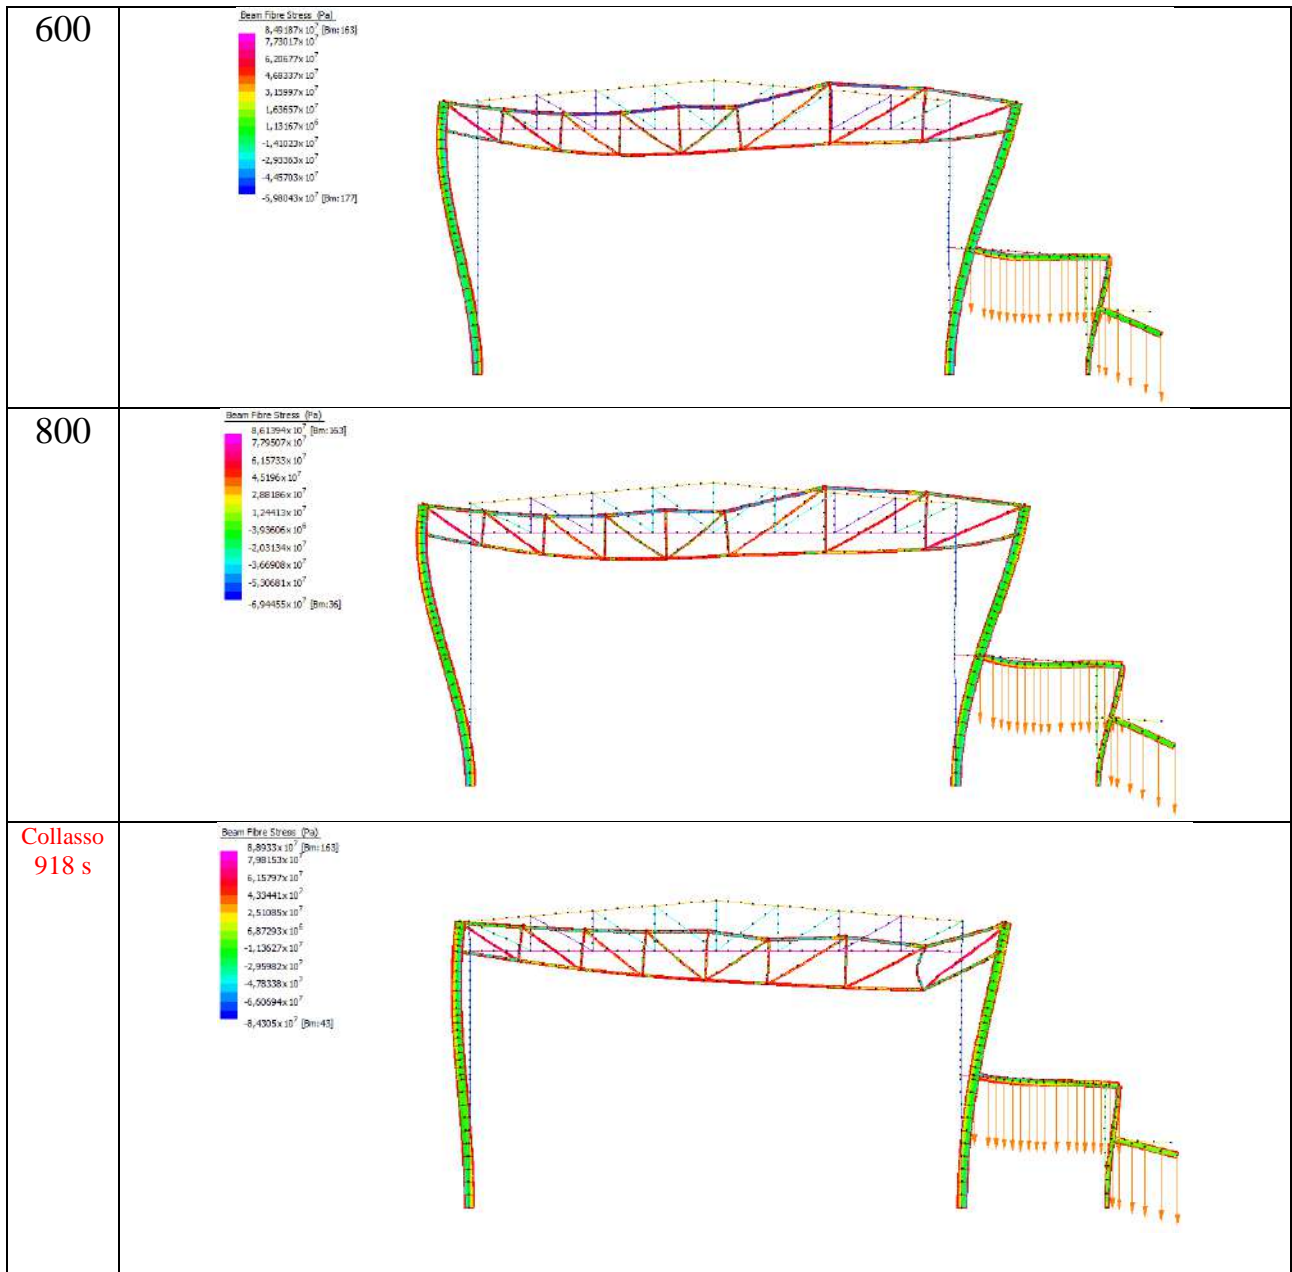 600
Beam Fibre Stress (Pa)
8,49187x10⁷ [Bm:163]
7,73017x10⁷
6,20677x10⁷
4,68337x10⁷
3,15997x10⁷
1,63657x10⁷
1,13167x10⁶
-1,41023x10⁷
-2,93363x10⁷
-4,45703x10⁷
-5,98043x10⁷ [Bm:177]
800
Beam Fibre Stress (Pa)
8,61394x10⁷ [Bm:163]
7,79507x10⁷
6,15733x10⁷
4,5196x10⁷
2,88186x10⁷
1,24413x10⁷
-3,93606x10⁶
-2,03134x10⁷
-3,66908x10⁷
-5,30681x10⁷
-6,94455x10⁷ [Bm:36]
Collasso
918 s
Beam Fibre Stress (Pa)
8,8933x10⁷ [Bm:163]
7,98153x10⁷
6,15797x10⁷
4,33441x10⁷
2,51085x10⁷
6,87293x10⁶
-1,13627x10⁷
-2,95982x10⁷
-4,78338x10⁷
-6,60694x10⁷
-8,4305x10⁷ [Bm:43]